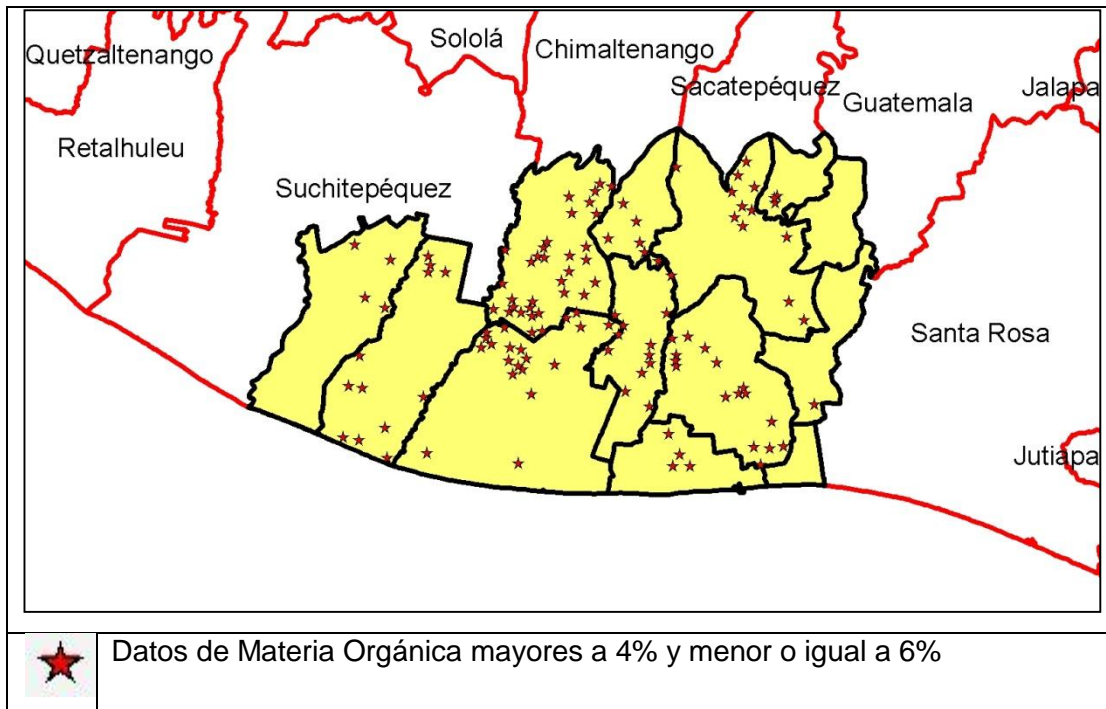 Sololá
Chimaltenango
Quetzaltenango
Sacatepéquez
Jalapa
Guatemala
Retalhuleu
Suchitepéquez
Santa Rosa
Jutiapa
Datos de Materia Orgánica mayores a 4% y menor o igual a 6%